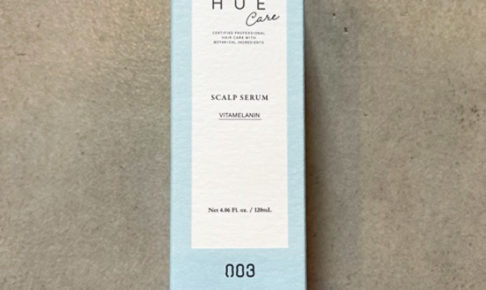 HUE
Care
CERTIFIED PROFESSIONAL
HAIR CARE WITH
BOTANICAL INGREDIENTS
SCALP SERUM
VITAMELANIN
Net 4.06 Fl. oz. / 120mL
003